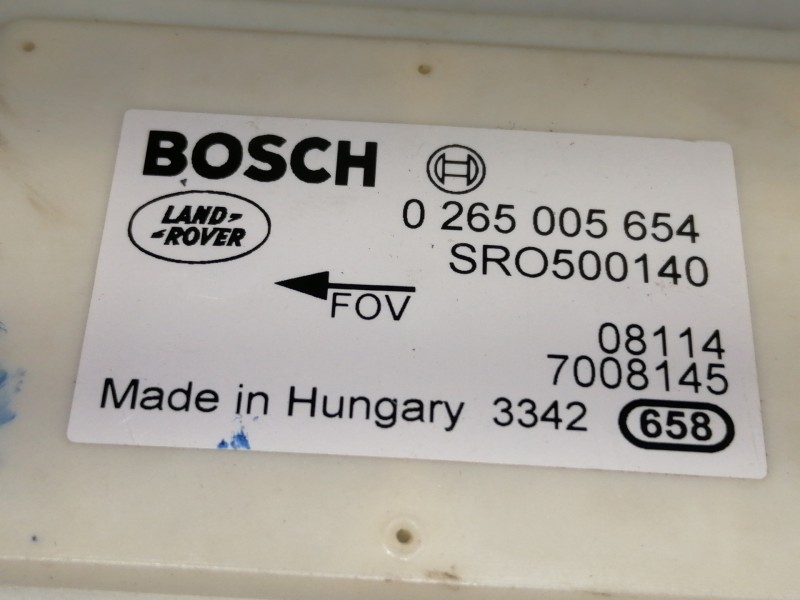 BOSCH
0 265 005 654
LAND-
-ROVER
SRO500140
FOV
08114
7008145
Made in Hungary 3342 658